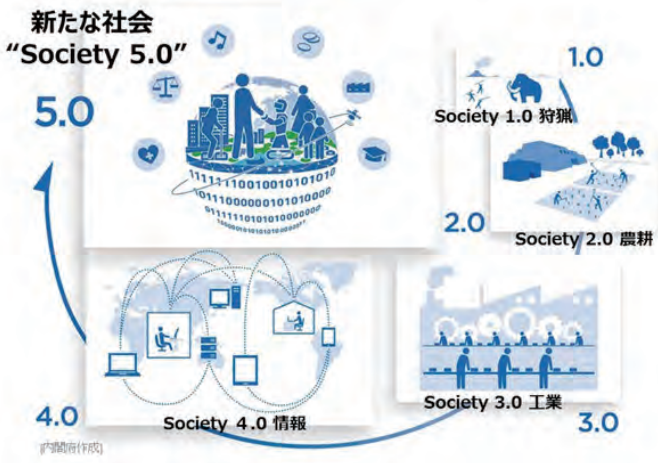 新たな社会
“Society 5.0”
5.0
1.0
Society 1.0 狩猟
2.0
Society 2.0 農耕
Society 3.0 工業
3.0
Society 4.0 情報
4.0
[内閣府作成]